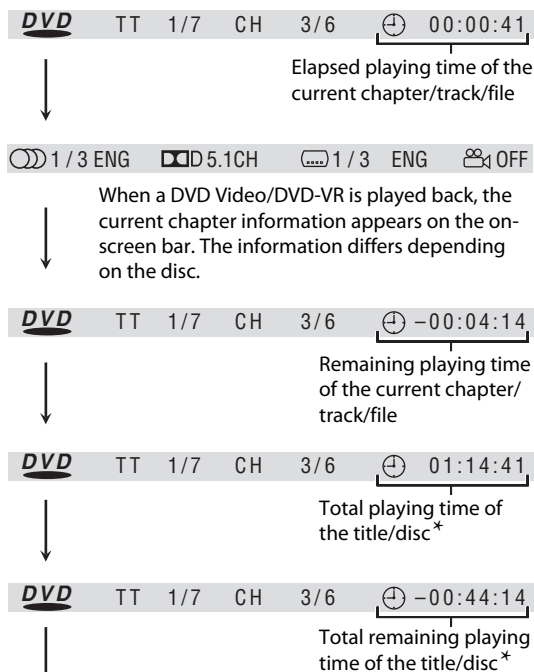 DVD TT 1/7 CH 3/6 00:00:41
Elapsed playing time of the
current chapter/track/file
1 / 3 ENG D 5.1CH 1 / 3 ENG OFF
When a DVD Video/DVD-VR is played back, the
current chapter information appears on the on-
screen bar. The information differs depending
on the disc.
DVD TT 1/7 CH 3/6 –00:04:14
Remaining playing time
of the current chapter/
track/file
DVD TT 1/7 CH 3/6 01:14:41
Total playing time of
the title/disc*
DVD TT 1/7 CH 3/6 –00:44:14
Total remaining playing
time of the title/disc*